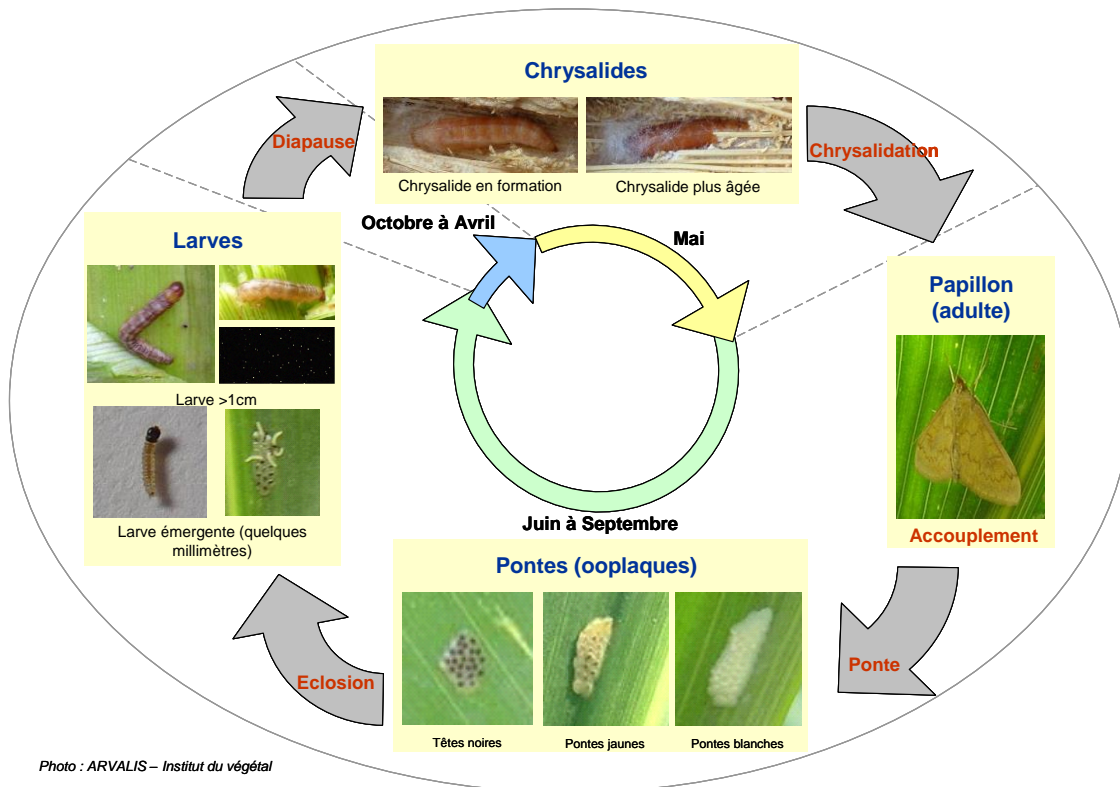 Chrysalides
Chrysalide en formation
Chrysalide plus âgée
Diapause
Chrysalidation
Octobre à Avril
Mai
Larves
Larve >1cm
Larve émergente (quelques
millimètres)
Papillon
(adulte)
Accouplement
Juin à Septembre
Pontes (ooplaques)
Têtes noires
Pontes jaunes
Pontes blanches
Eclosion
Ponte
Photo : ARVALIS – Institut du végétal